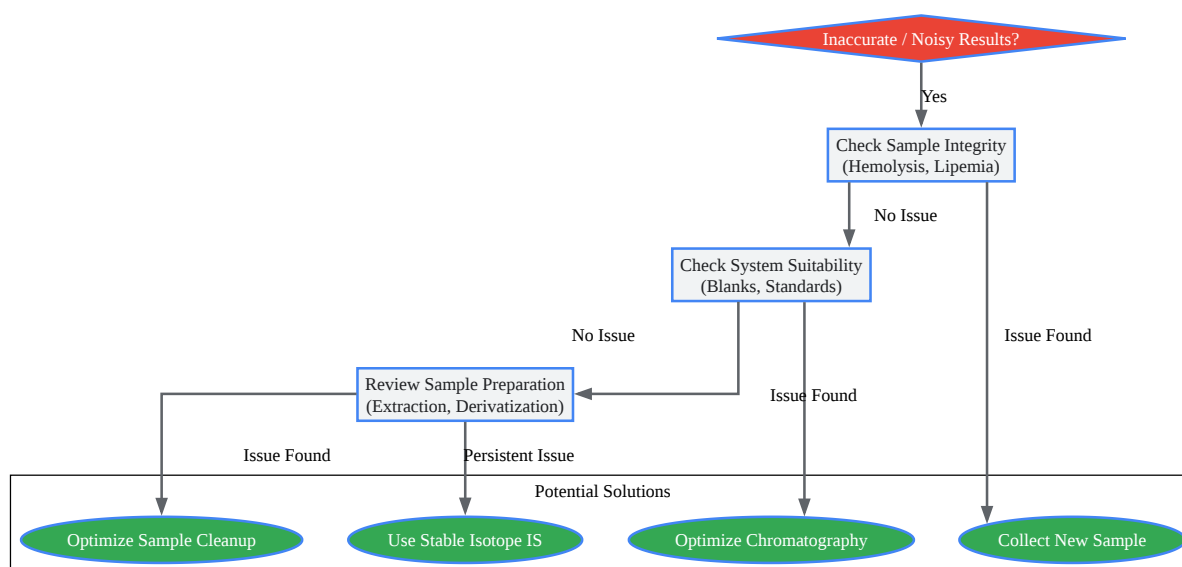 Inaccurate / Noisy Results?
Yes
Check Sample Integrity
(Hemolysis, Lipemia)
No Issue
Check System Suitability
(Blanks, Standards)
No Issue
Issue Found
Review Sample Preparation
(Extraction, Derivatization)
Issue Found
Issue Found
Persistent Issue
Potential Solutions
Optimize Sample Cleanup
Use Stable Isotope IS
Optimize Chromatography
Collect New Sample